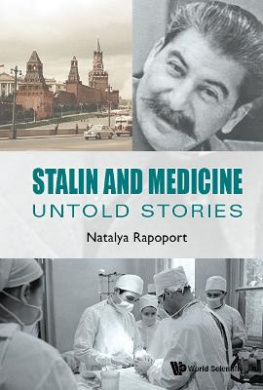 STALIN AND MEDICINE
UNTOLD STORIES
Natalya Rapoport
World Scientific